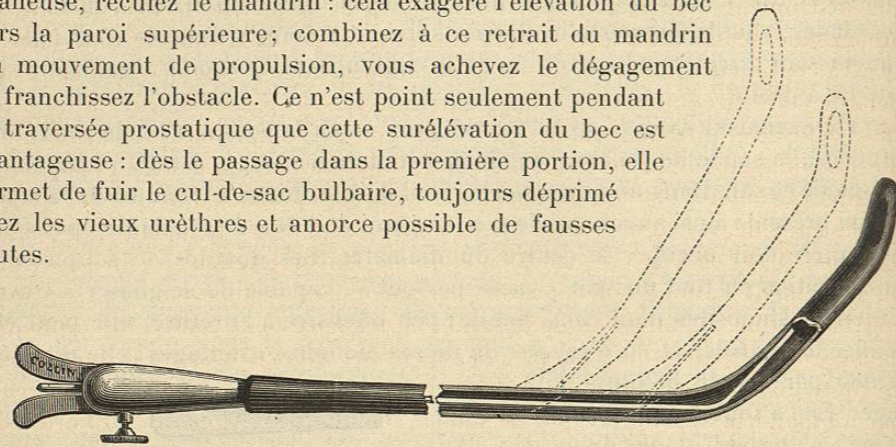 aneuse, reculez le mandrin : cela exagère l'élévation du bec
rs la paroi supérieure; combinez à ce retrait du mandrin
mouvement de propulsion, vous achevez le dégagement
franchissez l'obstacle. Ce n'est point seulement pendant
traversée prostatique que cette surélévation du bec est
antageuse : dès le passage dans la première portion, elle
rmet de fuir le cul-de-sac bulbaire, toujours déprimé
ez les vieux urèthres et amorce possible de fausses
utes.
COLLIN